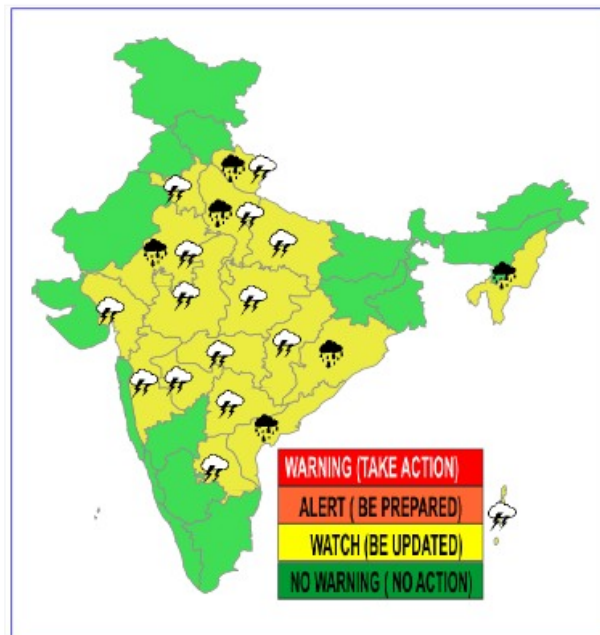 WARNING (TAKE ACTION)
ALERT ( BE PREPARED)
WATCH (BE UPDATED)
NO WARNING ( NO ACTION)